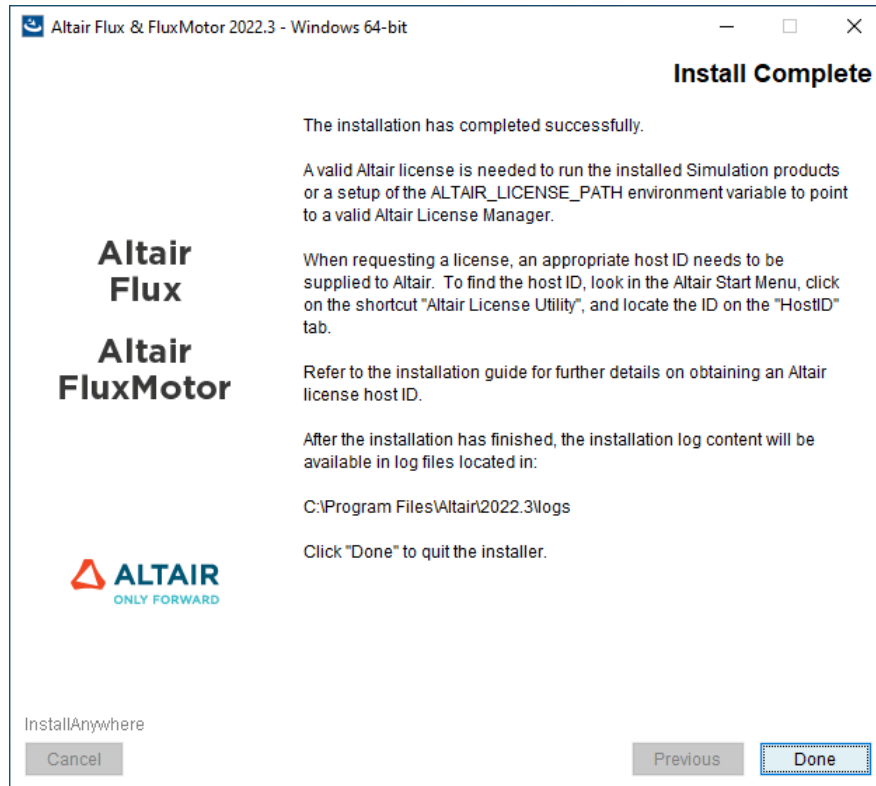 Altair Flux & FluxMotor 2022.3 - Windows 64-bit
Install Complete
The installation has completed successfully.
A valid Altair license is needed to run the installed Simulation products
or a setup of the ALTAIR_LICENSE_PATH environment variable to point
to a valid Altair License Manager.
When requesting a license, an appropriate host ID needs to be
supplied to Altair.  To find the host ID, look in the Altair Start Menu, click
on the shortcut "Altair License Utility", and locate the ID on the "HostID"
tab.
Refer to the installation guide for further details on obtaining an Altair
license host ID.
After the installation has finished, the installation log content will be
available in log files located in:
C:\Program Files\Altair\2022.3\logs
Click "Done" to quit the installer.
Altair
Flux
Altair
FluxMotor
ALTAIR
ONLY FORWARD
InstallAnywhere
Cancel
Previous
Done